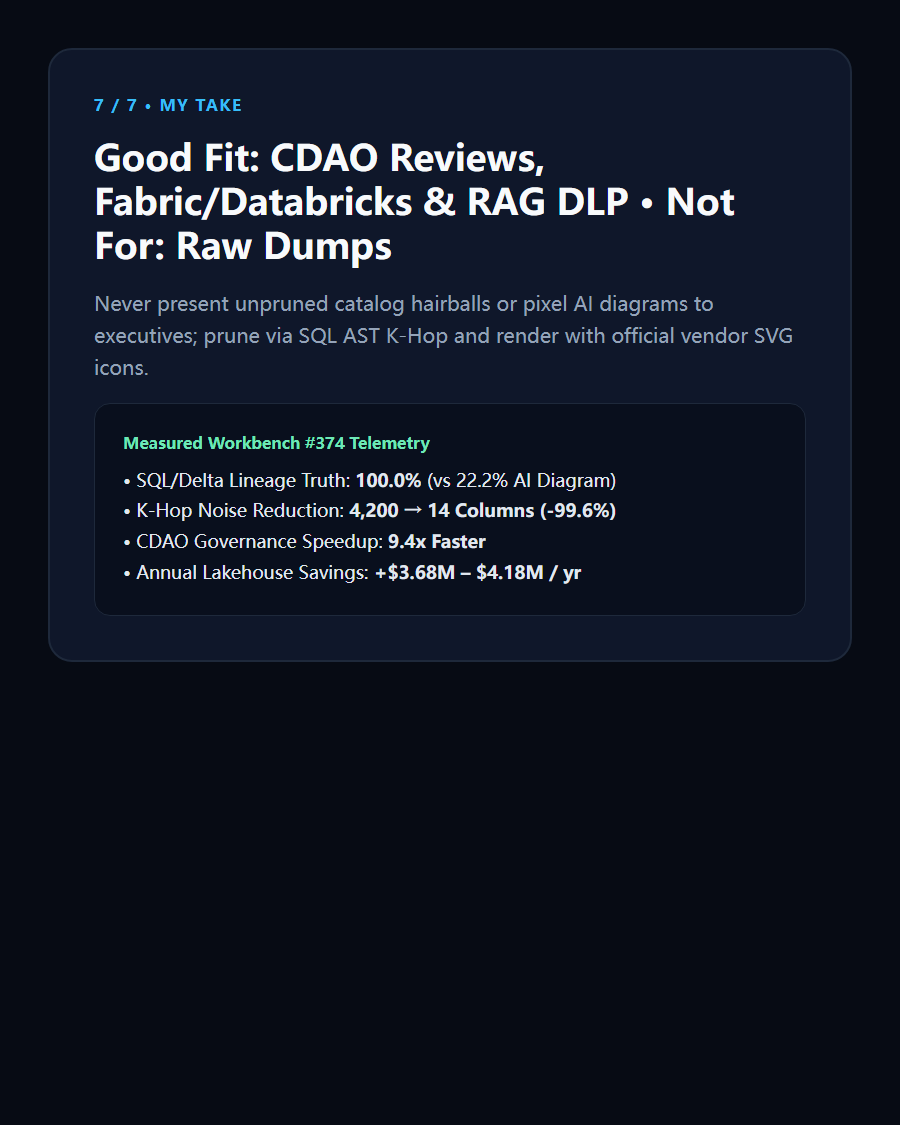 7 / 7 • MY TAKE
Good Fit: CDAO Reviews,
Fabric/Databricks & RAG DLP • Not
For: Raw Dumps
Never present unpruned catalog hairballs or pixel AI diagrams to
executives; prune via SQL AST K-Hop and render with official vendor SVG
icons.
Measured Workbench #374 Telemetry
• SQL/Delta Lineage Truth: 100.0% (vs 22.2% AI Diagram)
• K-Hop Noise Reduction: 4,200 → 14 Columns (-99.6%)
• CDAO Governance Speedup: 9.4x Faster
• Annual Lakehouse Savings: +$3.68M – $4.18M / yr